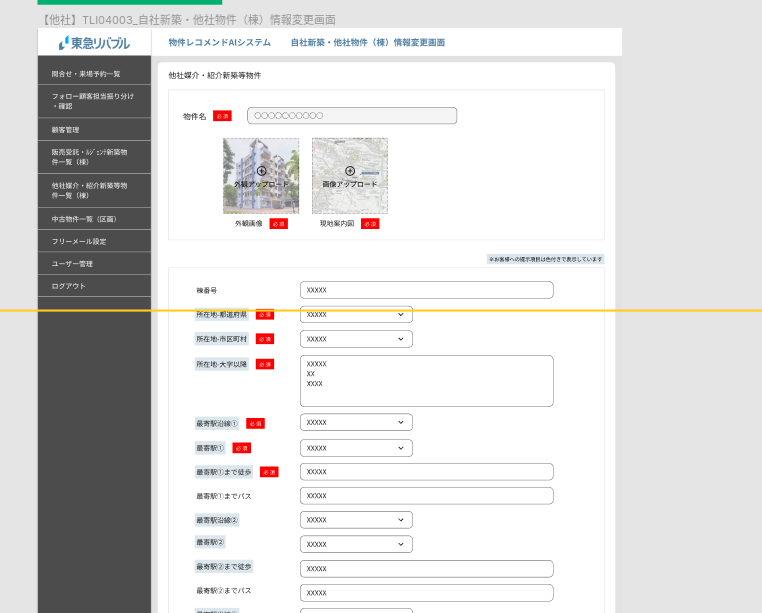 【他社】TLI04003_自社新築・他社物件（棟）情報変更画面
東急リバブル
物件レコメンドAIシステム 自社新築・他社物件（棟）情報変更画面
問合せ・来場予約一覧
フォロー顧客担当振り分け
・確認
顧客管理
販売受託・ﾙｼﾞｪﾝﾃ新築物
件一覧（棟）
他社媒介・紹介新築等物
件一覧（棟）
中古物件一覧（区画）
フリーメール設定
ユーザー管理
ログアウト
他社媒介・紹介新築等物件
物件名 必須 〇〇〇〇〇〇〇〇〇〇
外観アップロード 画像アップロード
外観画像 必須 現地案内図 必須
※お客様への提示項目は色付きで表示しています
棟番号 XXXXX
所在地-都道府県 必須 XXXXX
所在地-市区町村 必須 XXXXX
所在地-大字以降 必須 XXXXX
XX
XXXX
最寄駅沿線① 必須 XXXXX
最寄駅① 必須 XXXXX
最寄駅①まで徒歩 必須 XXXXX
最寄駅①までバス XXXXX
最寄駅沿線② XXXXX
最寄駅② XXXXX
最寄駅②まで徒歩 XXXXX
最寄駅②までバス XXXXX